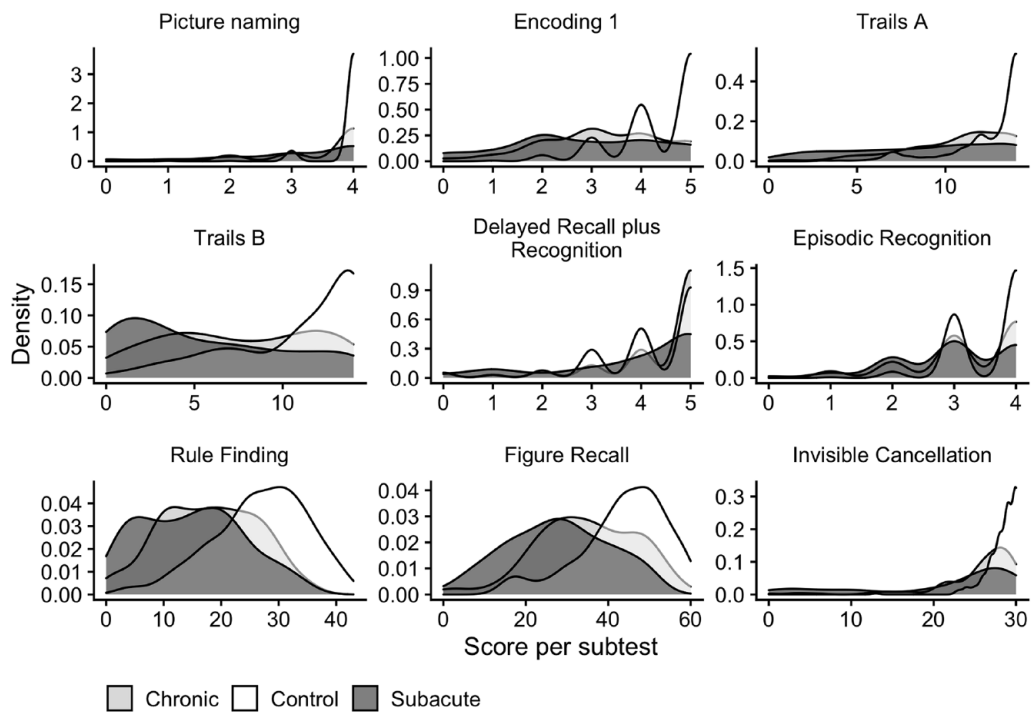 Picture naming
Encoding 1
Trails A
3
2
1
0
0 1 2 3 4
1.00
0.75
0.50
0.25
0.00
0 1 2 3 4 5
0.4
0.2
0.0
0 5 10
Trails B
Delayed Recall plus
Recognition
Episodic Recognition
Density
0.15
0.10
0.05
0.00
0 5 10
0.9
0.6
0.3
0.0
0 1 2 3 4 5
1.5
1.0
0.5
0.0
0 1 2 3 4
Rule Finding
Figure Recall
Invisible Cancellation
0.04
0.03
0.02
0.01
0.00
0 10 20 30 40
0.04
0.03
0.02
0.01
0.00
0 20 40 60
0.3
0.2
0.1
0.0
0 10 20 30
Score per subtest
Chronic Control Subacute